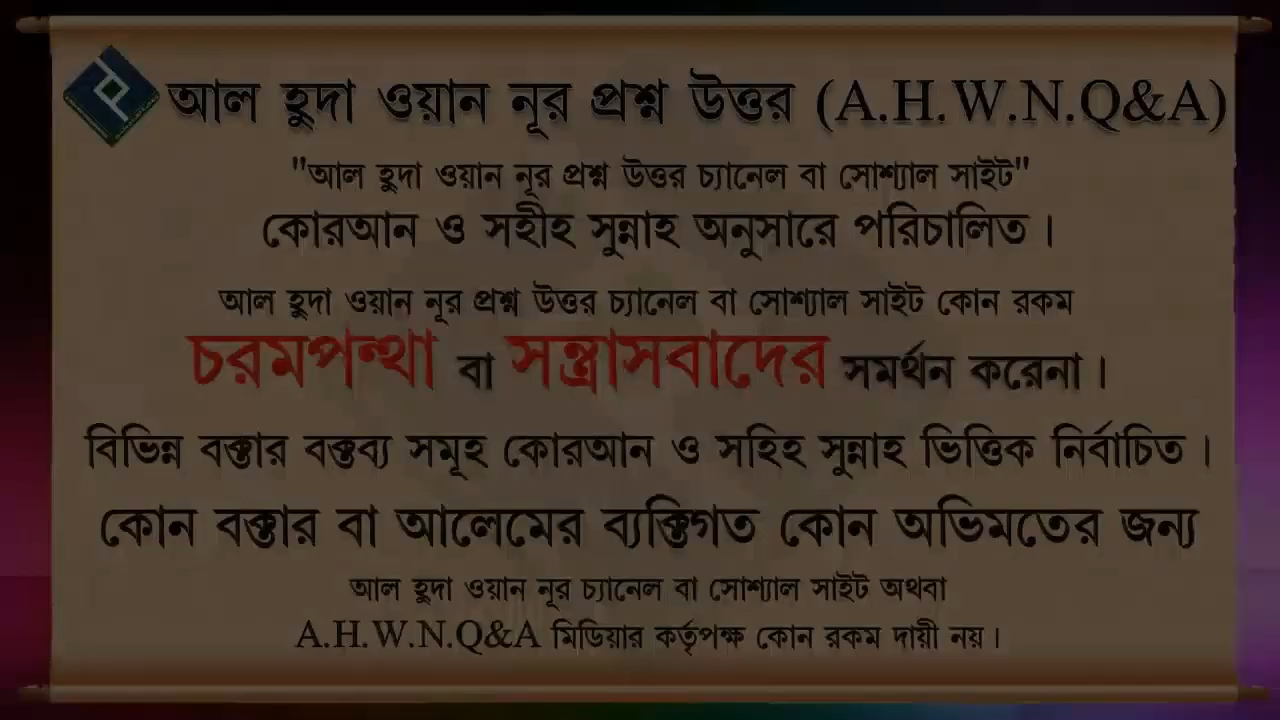 আল হুদা ওয়ান নূর প্রশ্ন উত্তর (A.H.W.N.Q&A)
"আল হুদা ওয়ান নূর প্রশ্ন উত্তর চ্যানেল বা সোশ্যাল সাইট"
কোরআন ও সহীহ সুন্নাহ অনুসারে পরিচালিত ।
আল হুদা ওয়ান নূর প্রশ্ন উত্তর চ্যানেল বা সোশ্যাল সাইট কোন রকম
চরমপন্থা বা সন্ত্রাসবাদের সমর্থন করেনা ।
বিভিন্ন বক্তার বক্তব্য সমূহ কোরআন ও সহিহ সুন্নাহ ভিত্তিক নির্বাচিত ।
কোন বক্তার বা আলেমের ব্যক্তিগত কোন অভিমতের জন্য
আল হুদা ওয়ান নূর চ্যানেল বা সোশ্যাল সাইট অথবা
A.H.W.N.Q&A মিডিয়ার কর্তৃপক্ষ কোন রকম দায়ী নয় ।